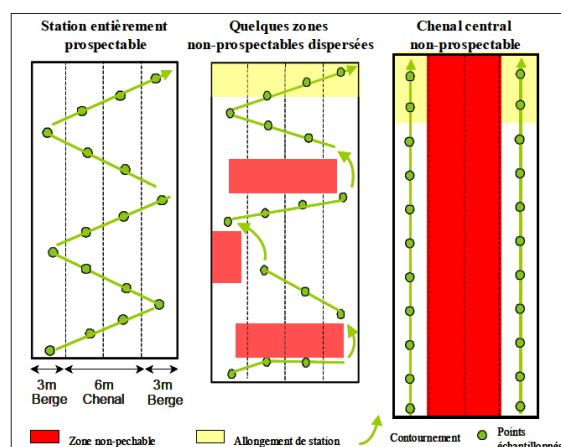 Station entièrement
prospectable
Quelques zones
non-prospectables dispersées
Chenal central
non-prospectable
3m
6m
3m
Berge
Chenal
Berge
Zone non-pechable
Allongement de station
Contournement
Points
échantillonnés